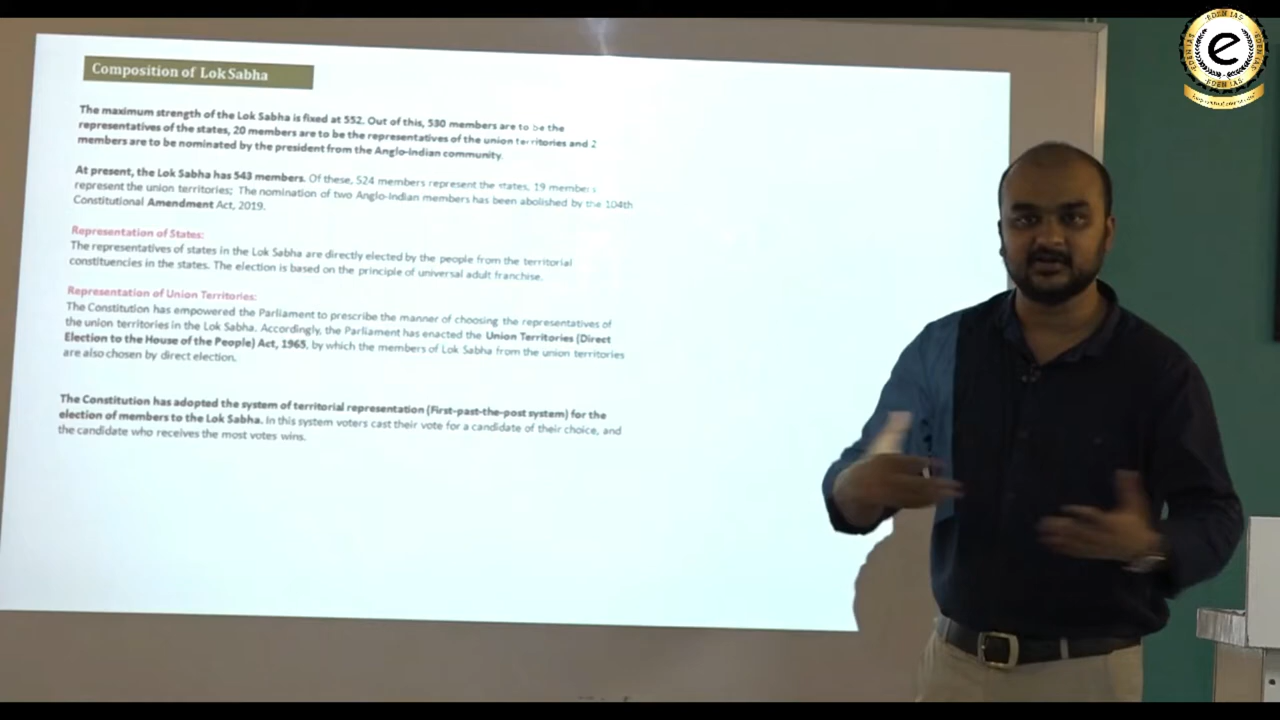 EDEN IAS
Composition of Lok Sabha
The maximum strength of the Lok Sabha is fixed at 552. Out of this, 530 members are to be the
representatives of the states, 20 members are to be the representatives of the union territories and 2
members are to be nominated by the president from the Anglo-Indian community.
At present, the Lok Sabha has 543 members. Of these, 524 members represent the states, 19 members
represent the union territories; The nomination of two Anglo-Indian members has been abolished by the 104th
Constitutional Amendment Act, 2019.
Representation of States:
The representatives of states in the Lok Sabha are directly elected by the people from the territorial
constituencies in the states. The election is based on the principle of universal adult franchise.
Representation of Union Territories:
The Constitution has empowered the Parliament to prescribe the manner of choosing the representatives of
the union territories in the Lok Sabha. Accordingly, the Parliament has enacted the Union Territories (Direct
Election to the House of the People) Act, 1965, by which the members of Lok Sabha from the union territories
are also chosen by direct election.
The Constitution has adopted the system of territorial representation (First-past-the-post system) for the
election of members to the Lok Sabha. In this system voters cast their vote for a candidate of their choice, and
the candidate who receives the most votes wins.